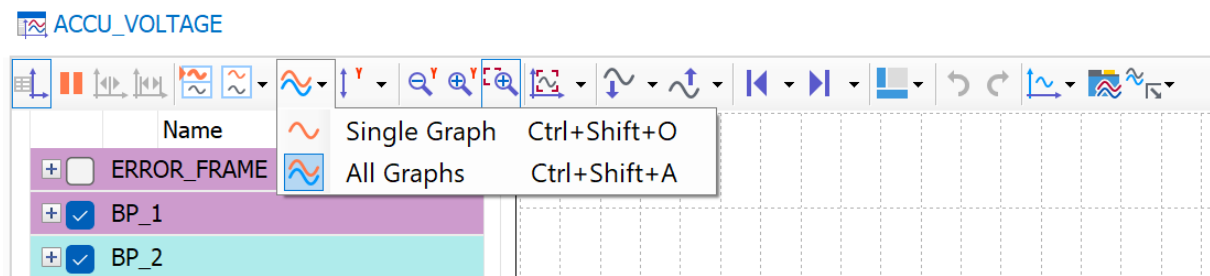 ACCU_VOLTAGE
Y Y Y
Name
Single Graph Ctrl+Shift+O
All Graphs Ctrl+Shift+A
ERROR_FRAME
BP_1
BP_2